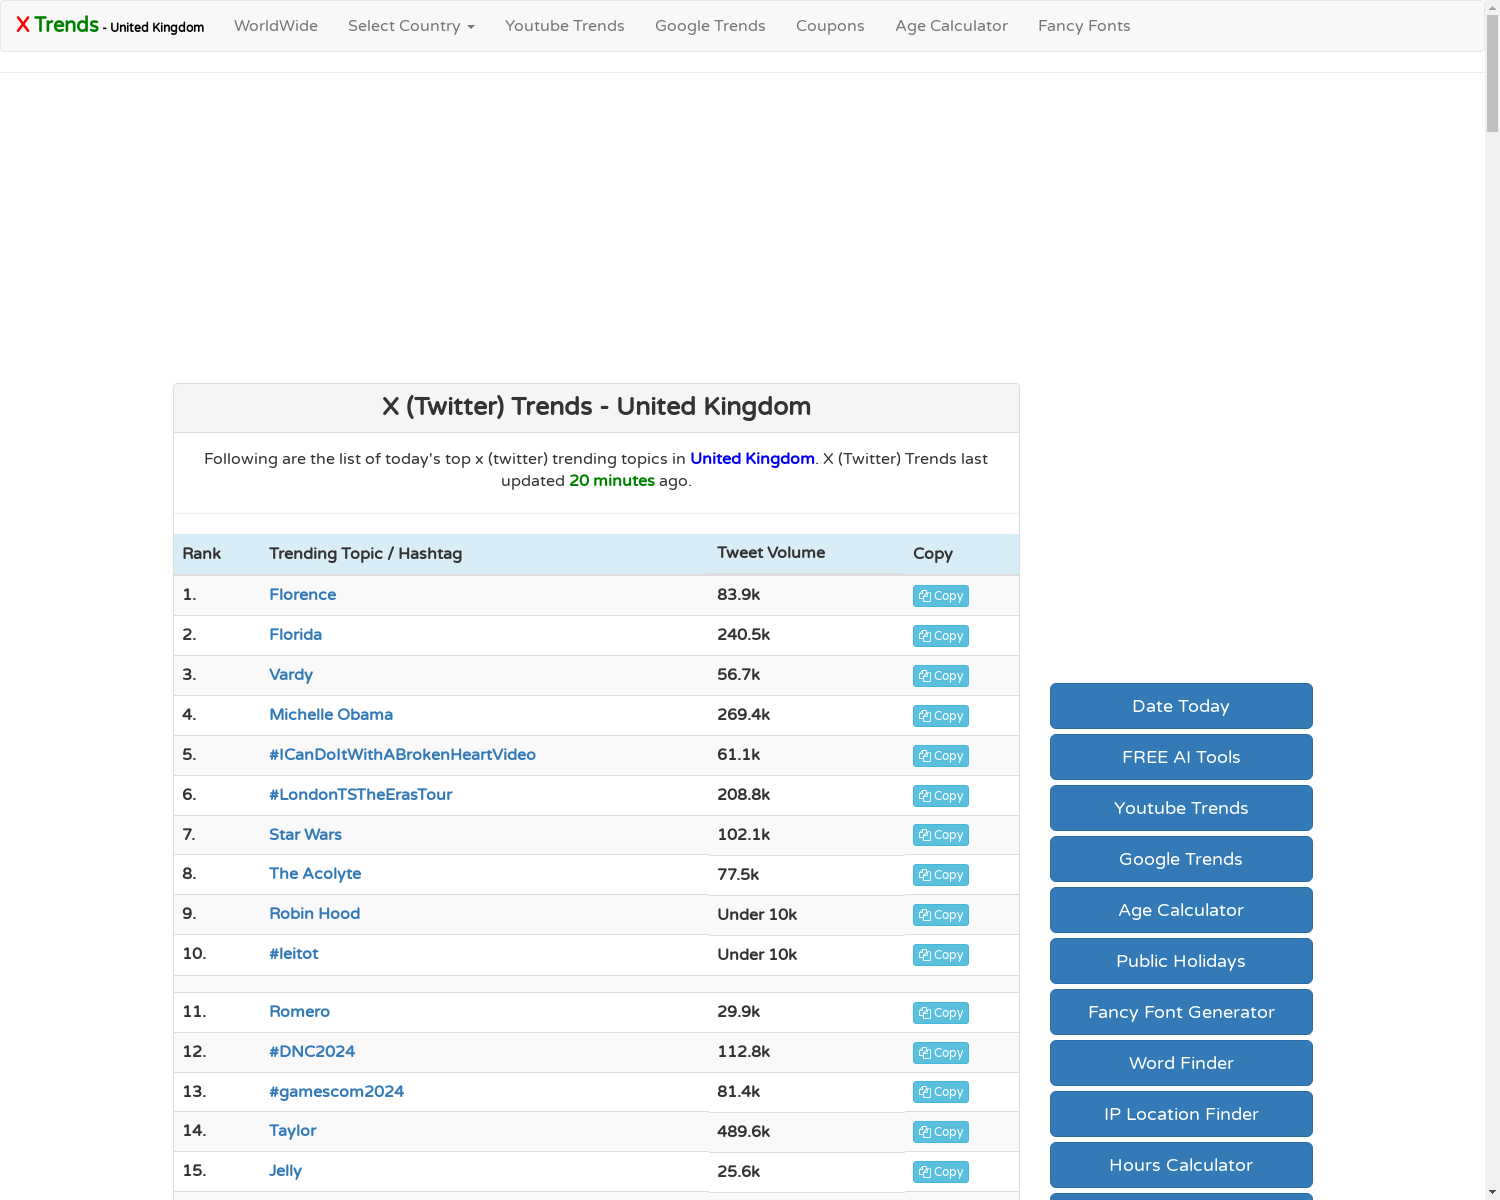 X Trends - United Kingdom WorldWide Select Country Youtube Trends Google Trends Coupons Age Calculator Fancy Fonts
X (Twitter) Trends - United Kingdom
Following are the list of today's top x (twitter) trending topics in United Kingdom. X (Twitter) Trends last
updated 20 minutes ago.
Rank Trending Topic / Hashtag Tweet Volume Copy
1. Florence 83.9k Copy
2. Florida 240.5k Copy
3. Vardy 56.7k Copy
4. Michelle Obama 269.4k Copy
5. #ICanDoItWithABrokenHeartVideo 61.1k Copy
6. #LondonTSTheErasTour 208.8k Copy
7. Star Wars 102.1k Copy
8. The Acolyte 77.5k Copy
9. Robin Hood Under 10k Copy
10. #leitot Under 10k Copy
11. Romero 29.9k Copy
12. #DNC2024 112.8k Copy
13. #gamescom2024 81.4k Copy
14. Taylor 489.6k Copy
15. Jelly 25.6k Copy
Date Today
FREE AI Tools
Youtube Trends
Google Trends
Age Calculator
Public Holidays
Fancy Font Generator
Word Finder
IP Location Finder
Hours Calculator